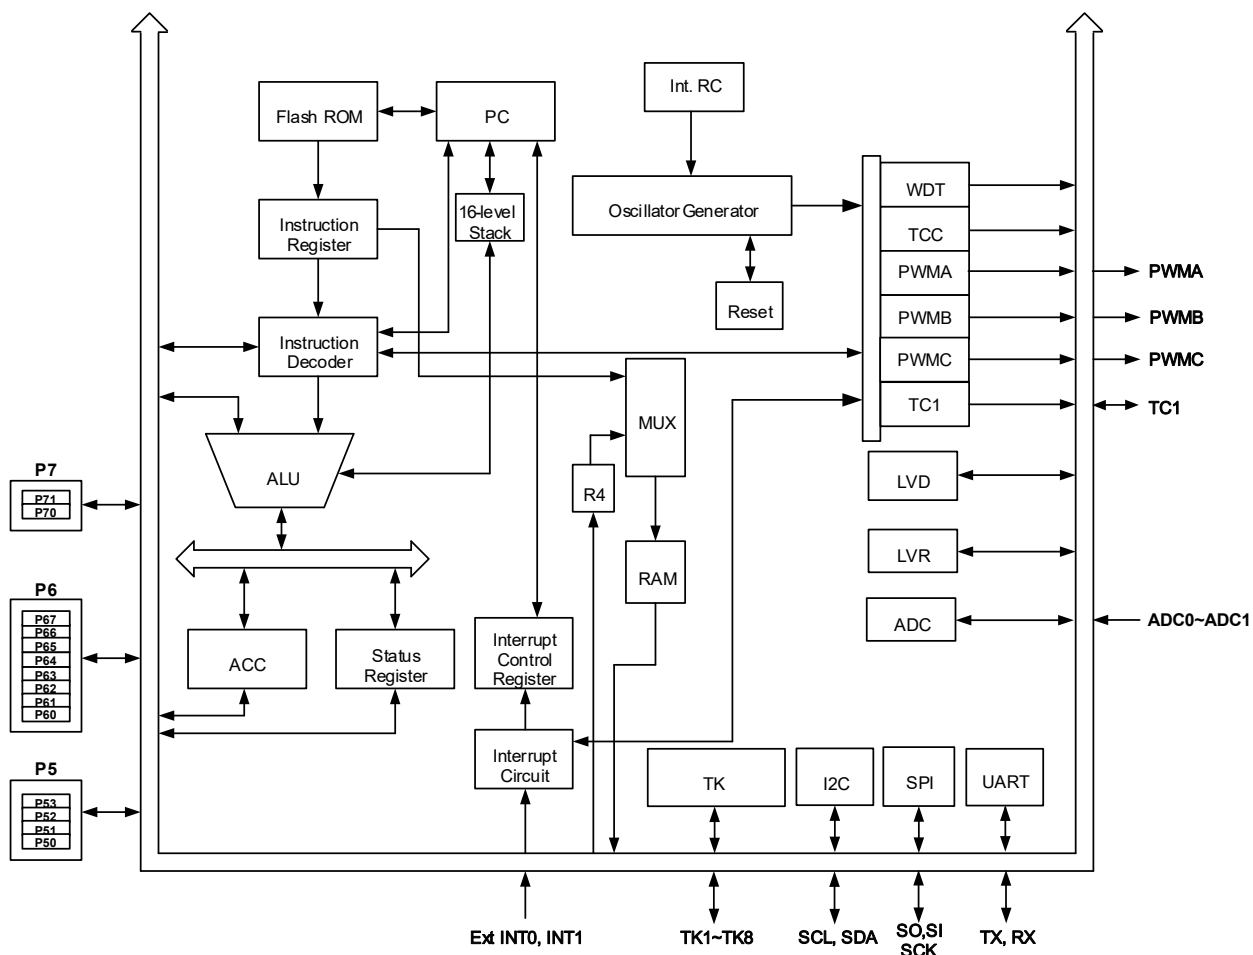 Int. RC
Flash ROM
PC
WDT
16-level
Stack
Oscillator Generator
Instruction
Register
TCC
PWMA
PWMA
Reset
PWMB
PWMB
Instruction
Decoder
PWMC
PWMC
TC1
TC1
MUX
P7
ALU
LVD
P71
P70
R4
LVR
RAM
P6
ADC
ADC0~ADC1
P67
P66
P65
P64
P63
P62
P61
P60
ACC
Status
Register
Interrupt
Control
Register
P5
Interrupt
Circuit
TK
I2C
SPI
UART
P53
P52
P51
P50
Ext INT0, INT1
TK1~TK8
SCL, SDA
SO,SI
SCK
TX, RX